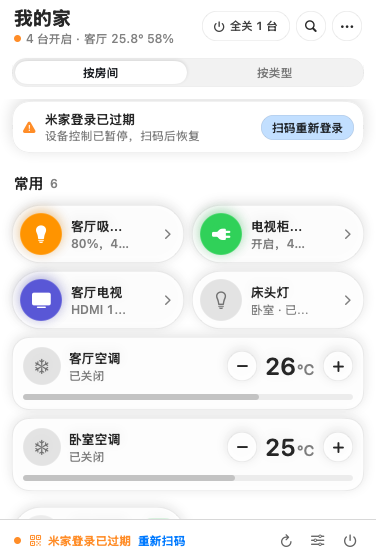 我的家
4 台开启 · 客厅 25.8° 58%
全关 1 台
按房间
按类型
米家登录已过期
设备控制已暂停，扫码后恢复
扫码重新登录
常用 6
客厅吸...
80%，4...
电视柜...
开启，4...
客厅电视
HDMI 1...
床头灯
卧室 · 已...
客厅空调
已关闭
26°C
卧室空调
已关闭
25°C
米家登录已过期 重新扫码